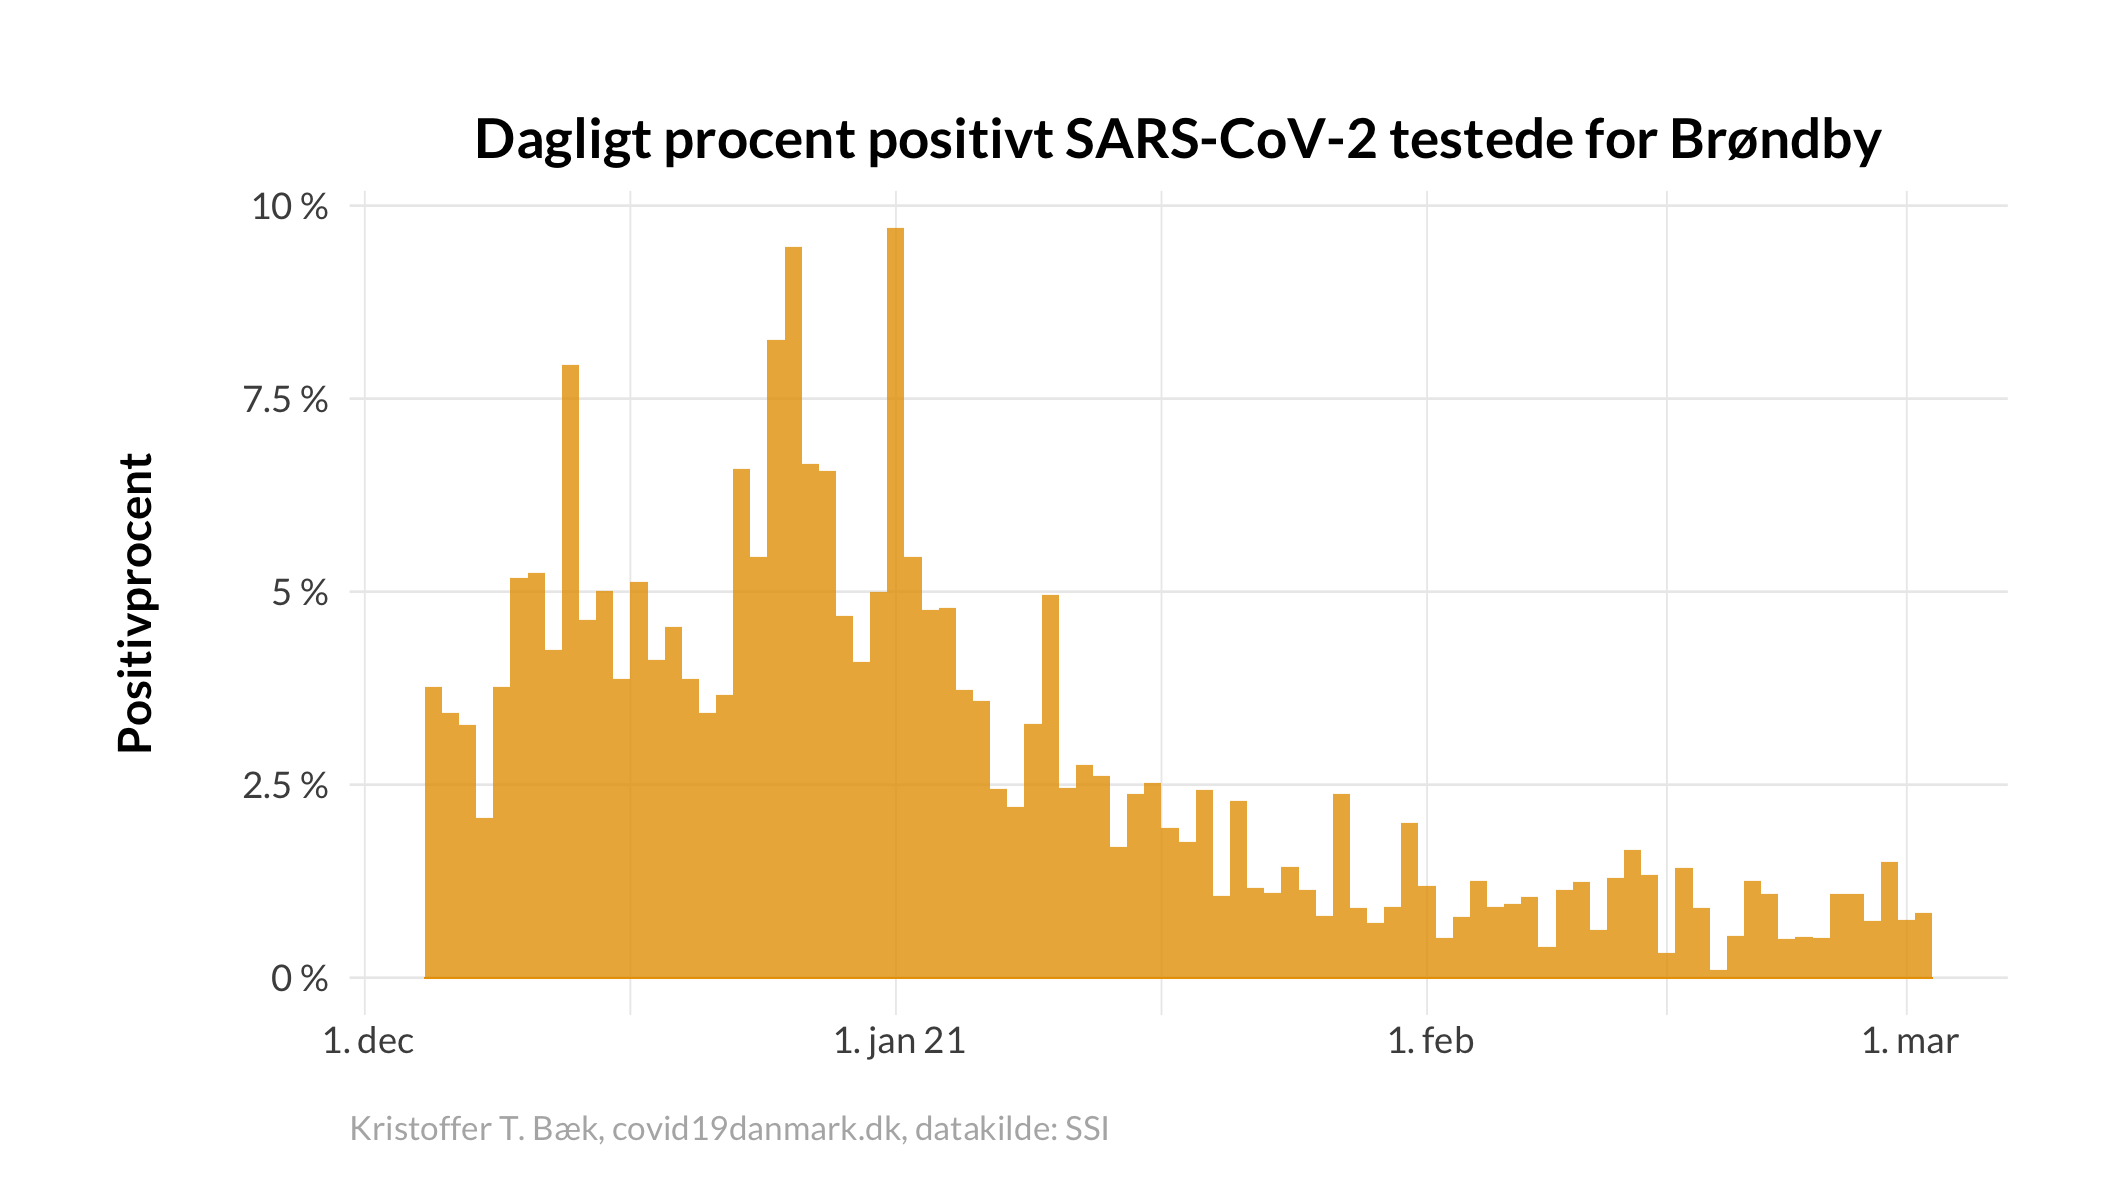 Dagligt procent positivt SARS-CoV-2 testede for Brøndby
10 %
7.5 %
5 %
2.5 %
0 %
Positivprocent
1. dec
1. jan 21
1. feb
1. mar
Kristoffer T. Bæk, covid19danmark.dk, datakilde: SSI